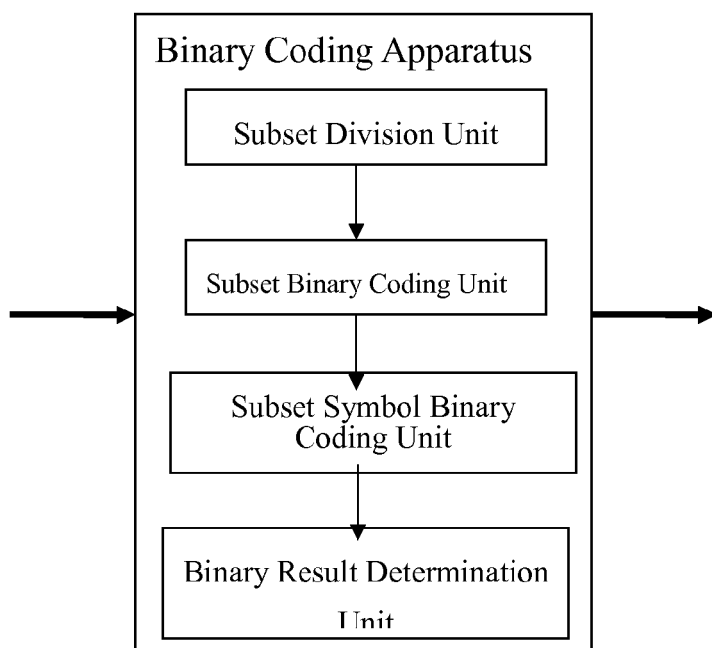 Binary Coding Apparatus
Subset Division Unit
Subset Binary Coding Unit
Subset Symbol Binary
Coding Unit
Binary Result Determination
Unit